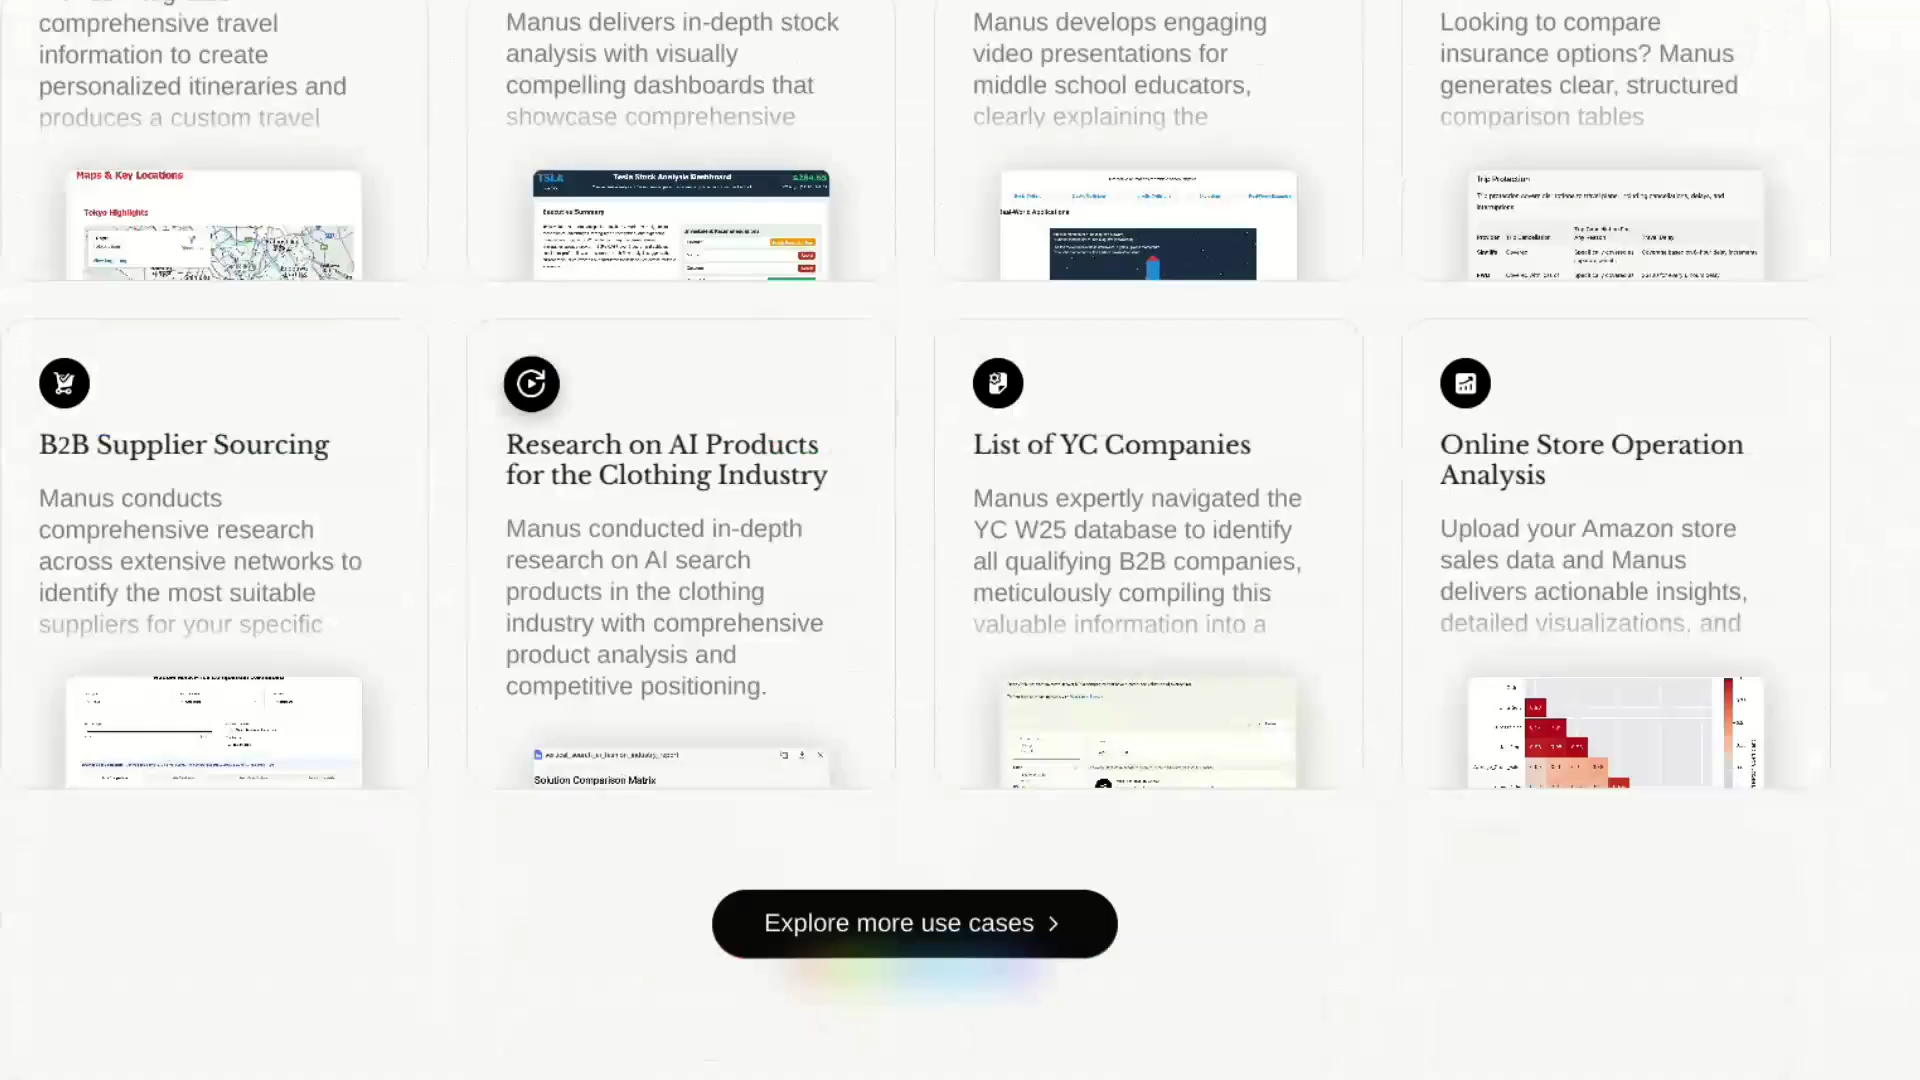 comprehensive travel
information to create
personalized itineraries and
produces a custom travel
Maps & Key Locations
Tokyo Highlights
Manus delivers in-depth stock
analysis with visually
compelling dashboards that
showcase comprehensive
TSLA
Tesla Stock Analysis Dashboard
Executive Summary
Manus develops engaging
video presentations for
middle school educators,
clearly explaining the
Real-World Applications
Looking to compare
insurance options? Manus
generates clear, structured
comparison tables
Trip Protection
B2B Supplier Sourcing
Manus conducts
comprehensive research
across extensive networks to
identify the most suitable
suppliers for your specific
Research on AI Products
for the Clothing Industry
Manus conducted in-depth
research on AI search
products in the clothing
industry with comprehensive
product analysis and
competitive positioning.
Solution Comparison Matrix
List of YC Companies
Manus expertly navigated the
YC W25 database to identify
all qualifying B2B companies,
meticulously compiling this
valuable information into a
Online Store Operation
Analysis
Upload your Amazon store
sales data and Manus
delivers actionable insights,
detailed visualizations, and
Explore more use cases